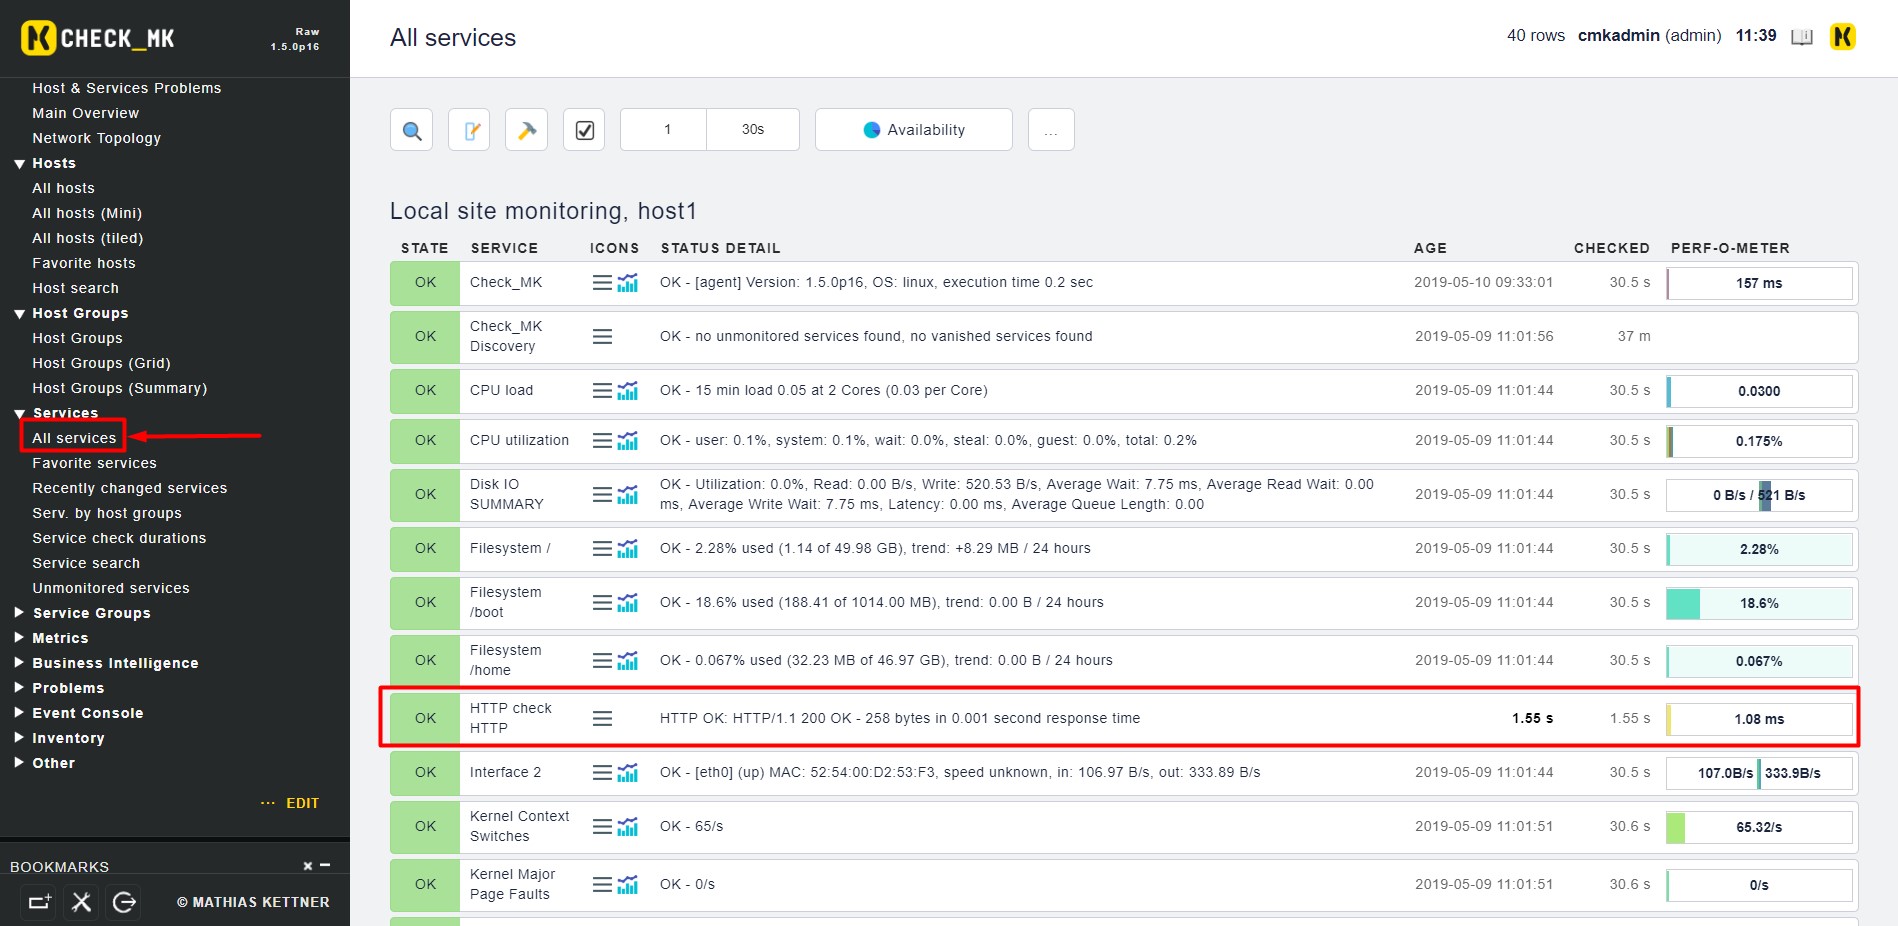 CHECK_MK
Raw
1.5.0p16
Host & Services Problems
Main Overview
Network Topology
Hosts
All hosts
All hosts (Mini)
All hosts (tiled)
Favorite hosts
Host search
Host Groups
Host Groups
Host Groups (Grid)
Host Groups (Summary)
Services
All services
Favorite services
Recently changed services
Serv. by host groups
Service check durations
Service search
Unmonitored services
Service Groups
Metrics
Business Intelligence
Problems
Event Console
Inventory
Other
... EDIT
BOOKMARKS
© MATHIAS KETTNER
All services
40 rows cmkadmin (admin) 11:39
1 30s Availability ...
Local site monitoring, host1
STATE SERVICE ICONS STATUS DETAIL AGE CHECKED PERF-O-METER
OK Check_MK OK - [agent] Version: 1.5.0p16, OS: linux, execution time 0.2 sec 2019-05-10 09:33:01 30.5 s 157 ms
OK Check_MK Discovery OK - no unmonitored services found, no vanished services found 2019-05-09 11:01:56 37 m
OK CPU load OK - 15 min load 0.05 at 2 Cores (0.03 per Core) 2019-05-09 11:01:44 30.5 s 0.0300
OK CPU utilization OK - user: 0.1%, system: 0.1%, wait: 0.0%, steal: 0.0%, guest: 0.0%, total: 0.2% 2019-05-09 11:01:44 30.5 s 0.175%
OK Disk IO SUMMARY OK - Utilization: 0.0%, Read: 0.00 B/s, Write: 520.53 B/s, Average Wait: 7.75 ms, Average Read Wait: 0.00
ms, Average Write Wait: 7.75 ms, Latency: 0.00 ms, Average Queue Length: 0.00 2019-05-09 11:01:44 30.5 s 0 B/s / 521 B/s
OK Filesystem / OK - 2.28% used (1.14 of 49.98 GB), trend: +8.29 MB / 24 hours 2019-05-09 11:01:44 30.5 s 2.28%
OK Filesystem /boot OK - 18.6% used (188.41 of 1014.00 MB), trend: 0.00 B / 24 hours 2019-05-09 11:01:44 30.5 s 18.6%
OK Filesystem /home OK - 0.067% used (32.23 MB of 46.97 GB), trend: 0.00 B / 24 hours 2019-05-09 11:01:44 30.5 s 0.067%
OK HTTP check HTTP HTTP OK: HTTP/1.1 200 OK - 258 bytes in 0.001 second response time 1.55 s 1.55 s 1.08 ms
OK Interface 2 OK - [eth0] (up) MAC: 52:54:00:D2:53:F3, speed unknown, in: 106.97 B/s, out: 333.89 B/s 2019-05-09 11:01:44 30.5 s 107.0B/s 333.9B/s
OK Kernel Context Switches OK - 65/s 2019-05-09 11:01:51 30.6 s 65.32/s
OK Kernel Major Page Faults OK - 0/s 2019-05-09 11:01:51 30.6 s 0/s